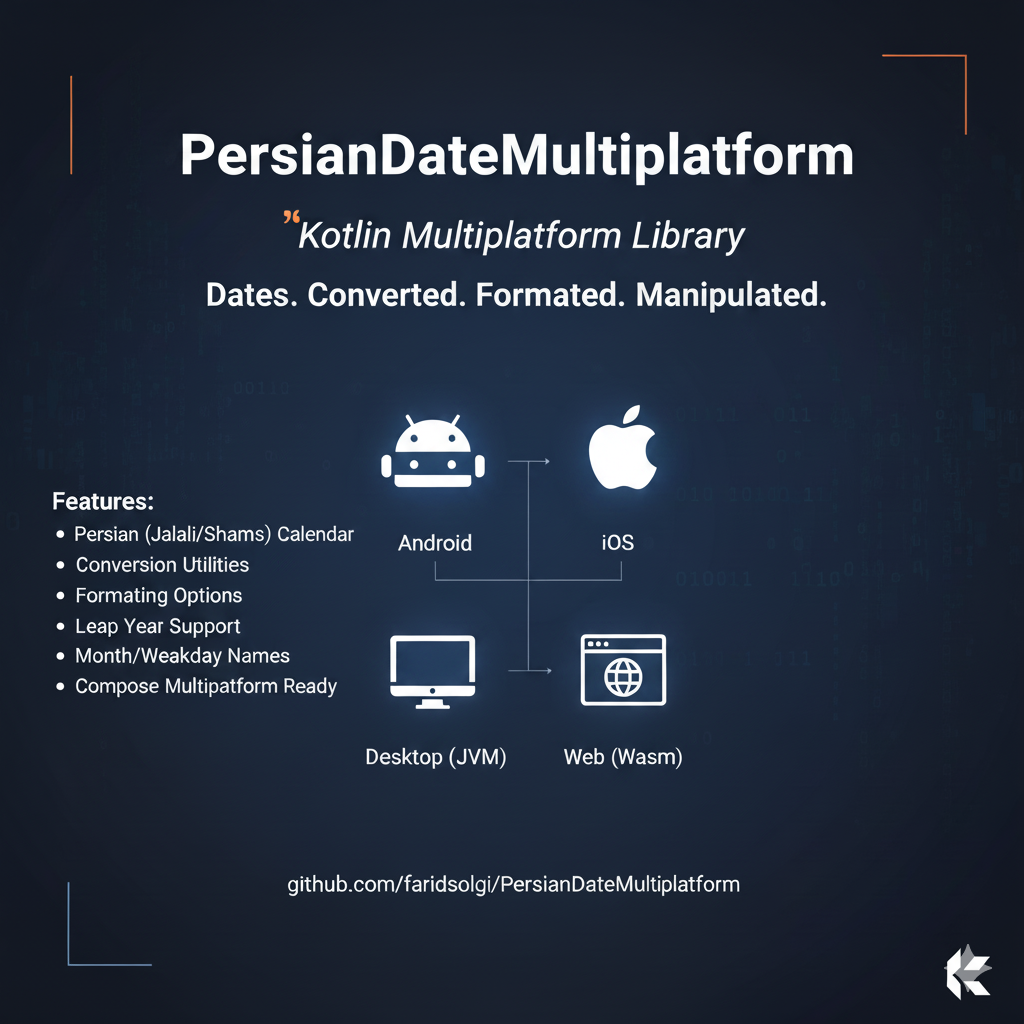 PersianDateMultiplatform
”Kotlin Multiplatform Library
Dates. Converted. Formated. Manipulated.
Features:
• Persian (Jalali/Shams) Calendar
• Conversion Utilities
• Formating Options
• Leap Year Support
• Month/Weakday Names
• Compose Multipatform Ready
Android
iOS
Desktop (JVM)
Web (Wasm)
github.com/faridsolgi/PersianDateMultiplatform